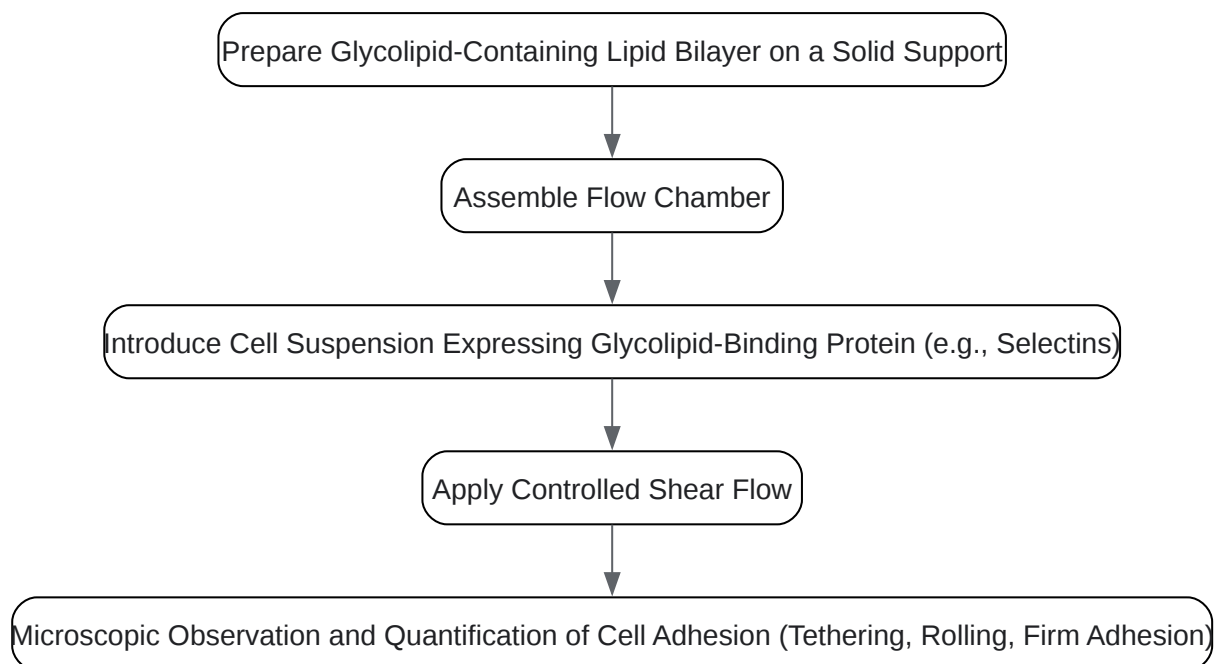 Prepare Glycolipid-Containing Lipid Bilayer on a Solid Support
Assemble Flow Chamber
Introduce Cell Suspension Expressing Glycolipid-Binding Protein (e.g., Selectins)
Apply Controlled Shear Flow
Microscopic Observation and Quantification of Cell Adhesion (Tethering, Rolling, Firm Adhesion)